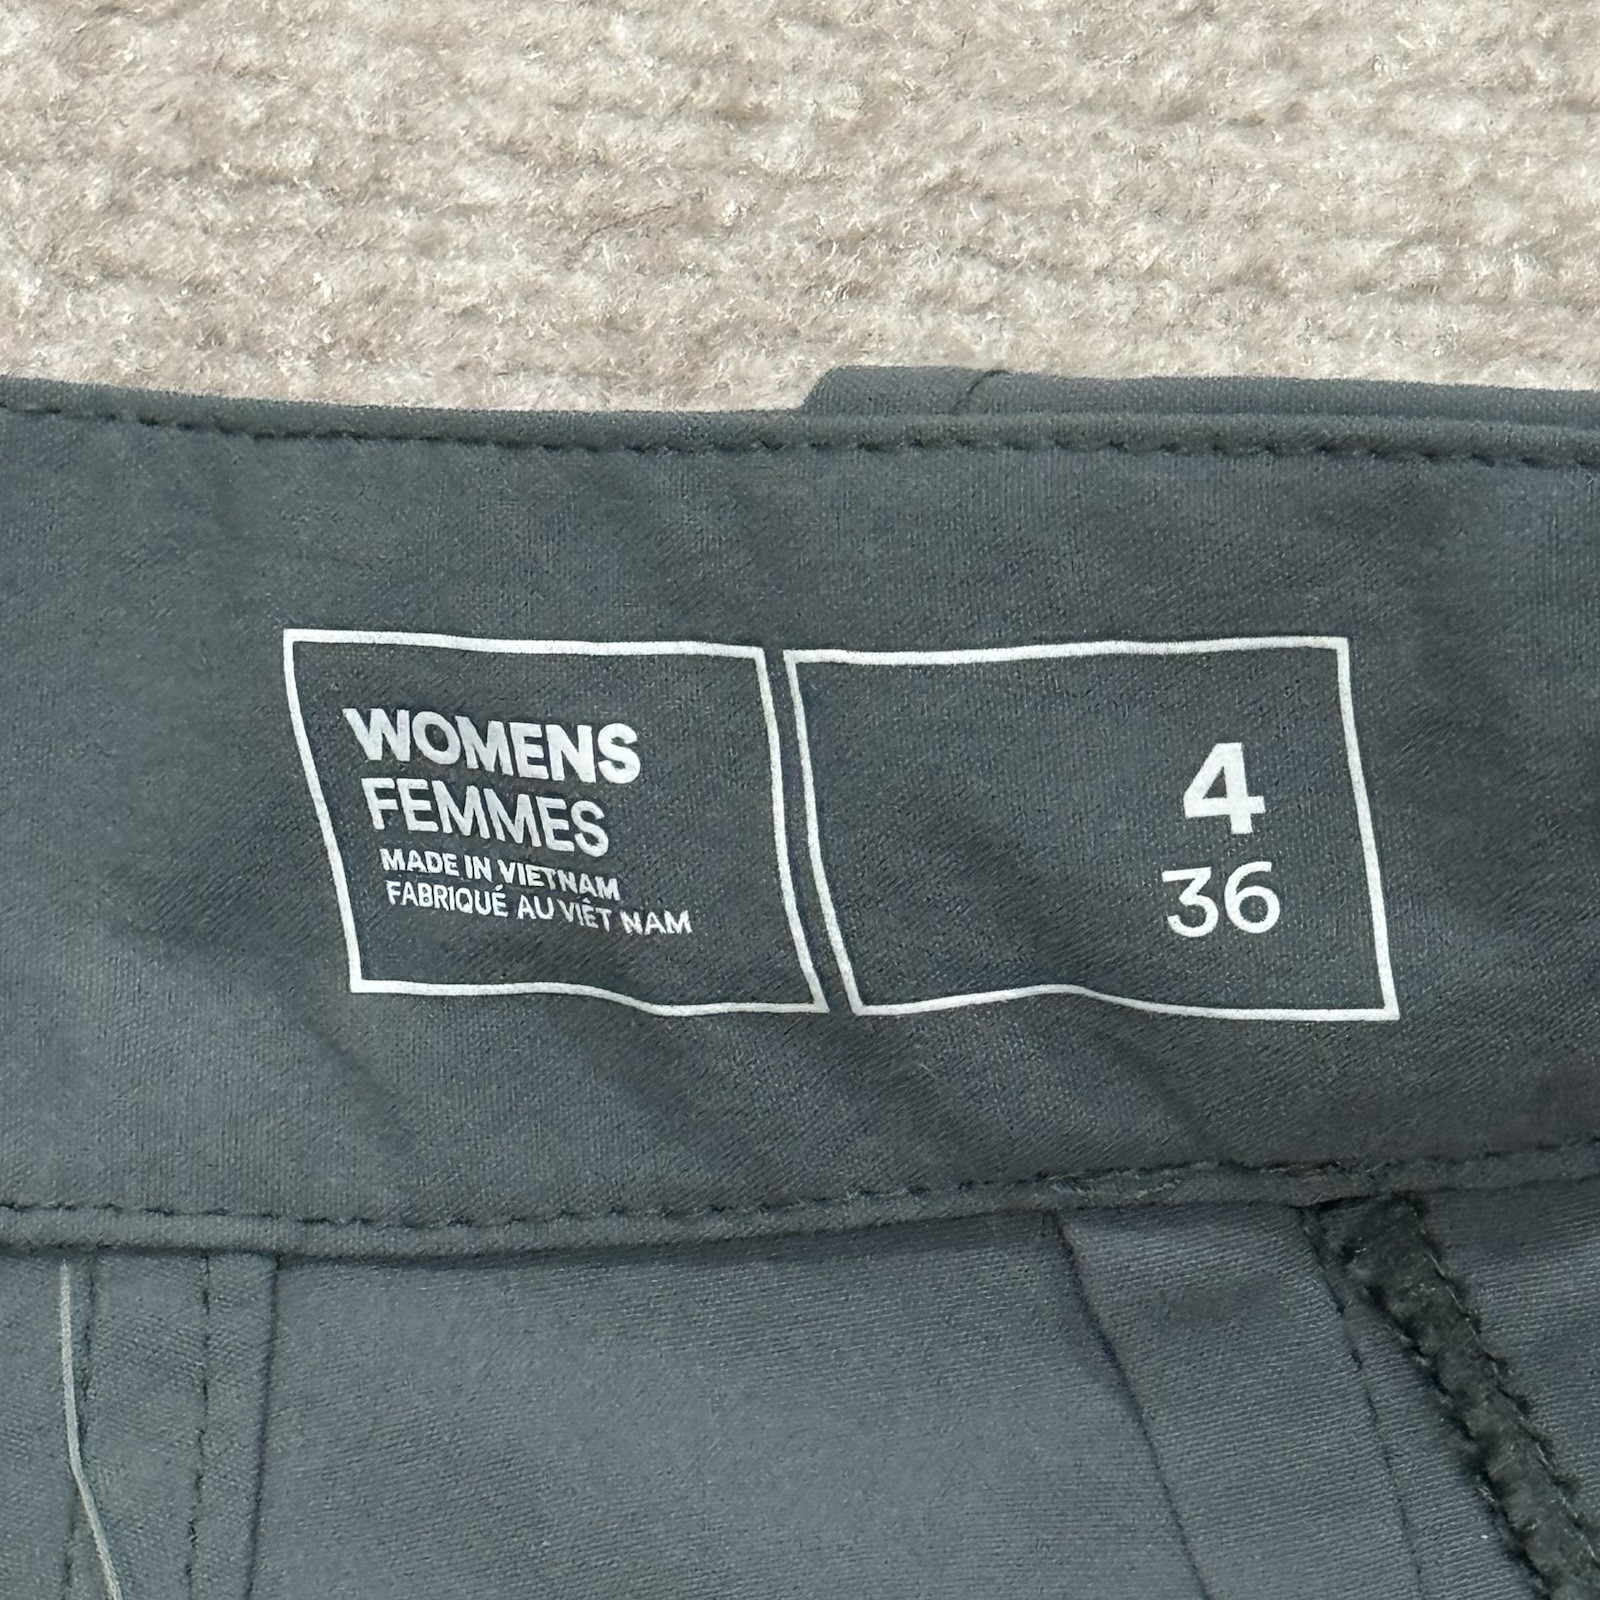 WOMENS
FEMMES
MADE IN VIETNAM
FABRIQUÉ AU VIÊT NAM
4
36